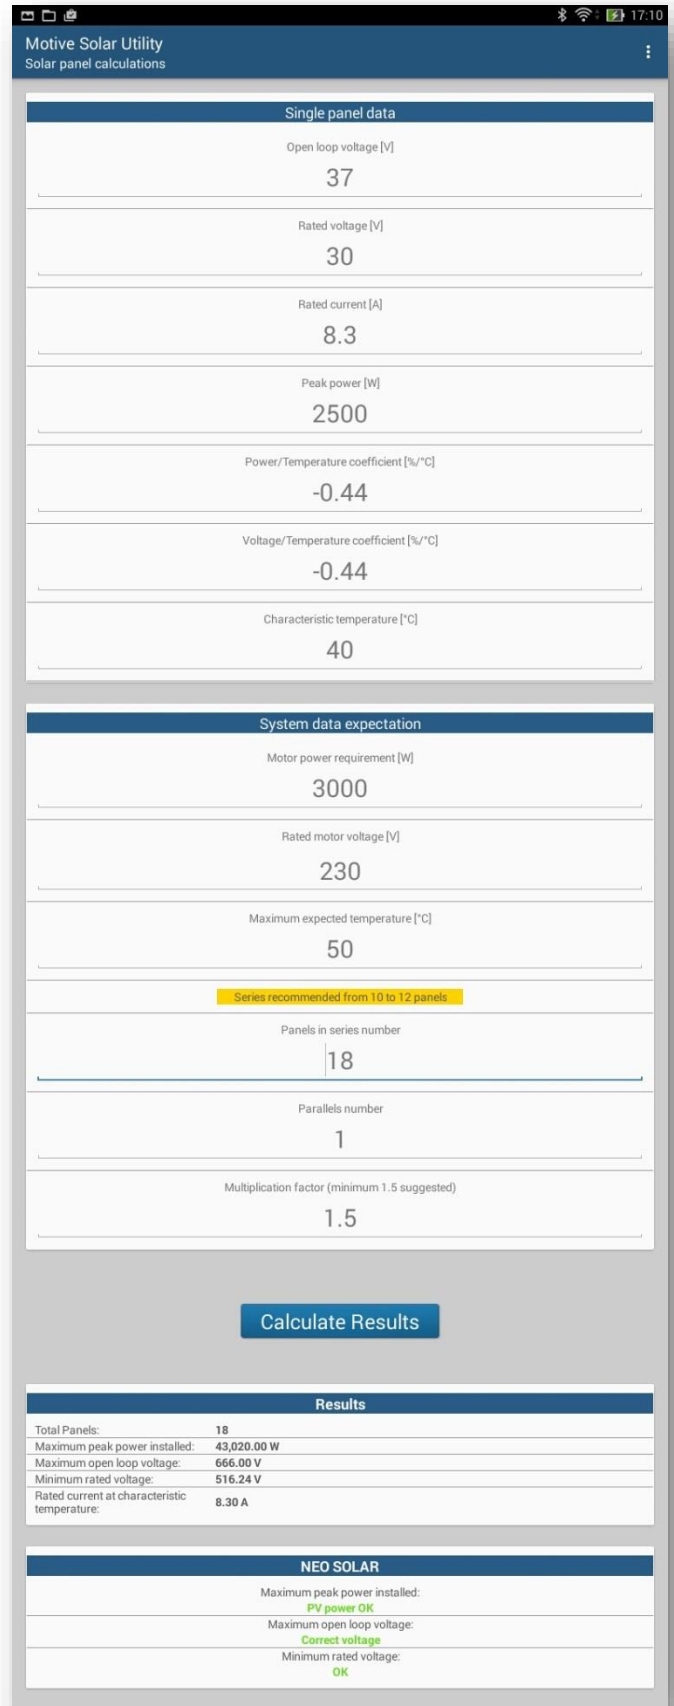 17:10
Motive Solar Utility
Solar panel calculations
Single panel data
Open loop voltage [V]
37
Rated voltage [V]
30
Rated current [A]
8.3
Peak power [W]
2500
Power/Temperature coefficient [%/°C]
-0.44
Voltage/Temperature coefficient [%/°C]
-0.44
Characteristic temperature [°C]
40
System data expectation
Motor power requirement [W]
3000
Rated motor voltage [V]
230
Maximum expected temperature [°C]
50
Series recommended from 10 to 12 panels
Panels in series number
18
Parallels number
1
Multiplication factor (minimum 1.5 suggested)
1.5
Calculate Results
Results
Total Panels: 18
Maximum peak power installed: 43,020.00 W
Maximum open loop voltage: 666.00 V
Minimum rated voltage: 516.24 V
Rated current at characteristic
temperature: 8.30 A
NEO SOLAR
Maximum peak power installed:
PV power OK
Maximum open loop voltage:
Correct voltage
Minimum rated voltage:
OK